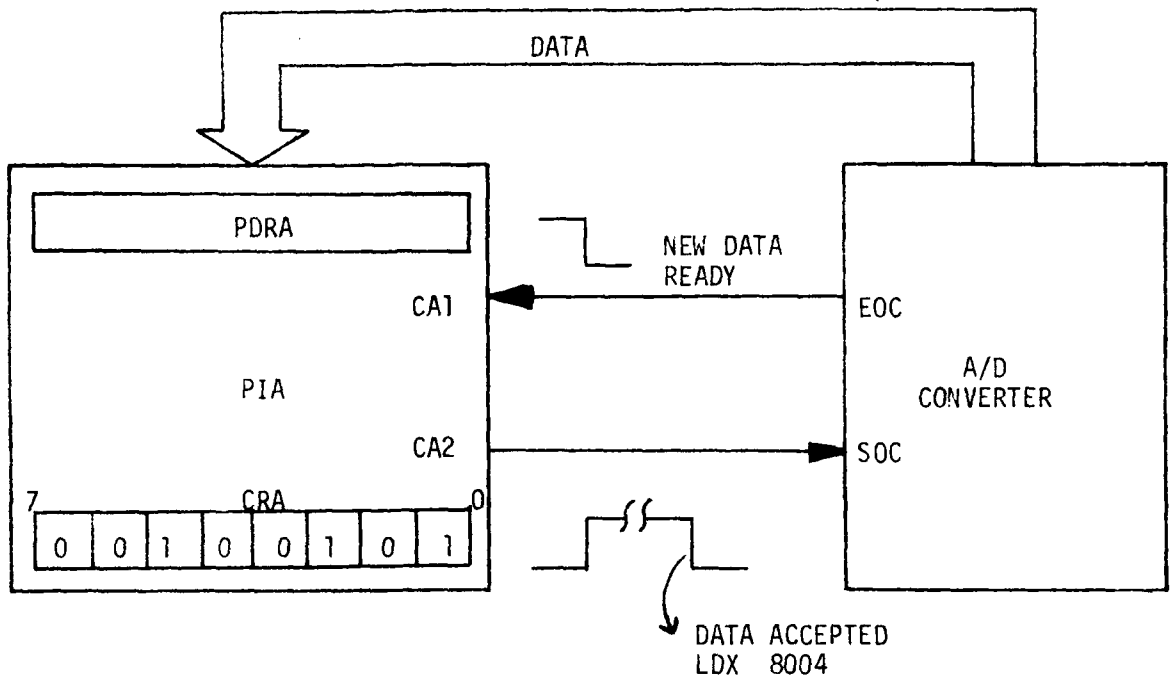 DATA
PDRA
NEW DATA
READY
CA1
EOC
PIA
A/D
CONVERTER
CA2
SOC
7
CRA
0
0 0 1 0 0 1 0 1
DATA ACCEPTED
LDX 8004